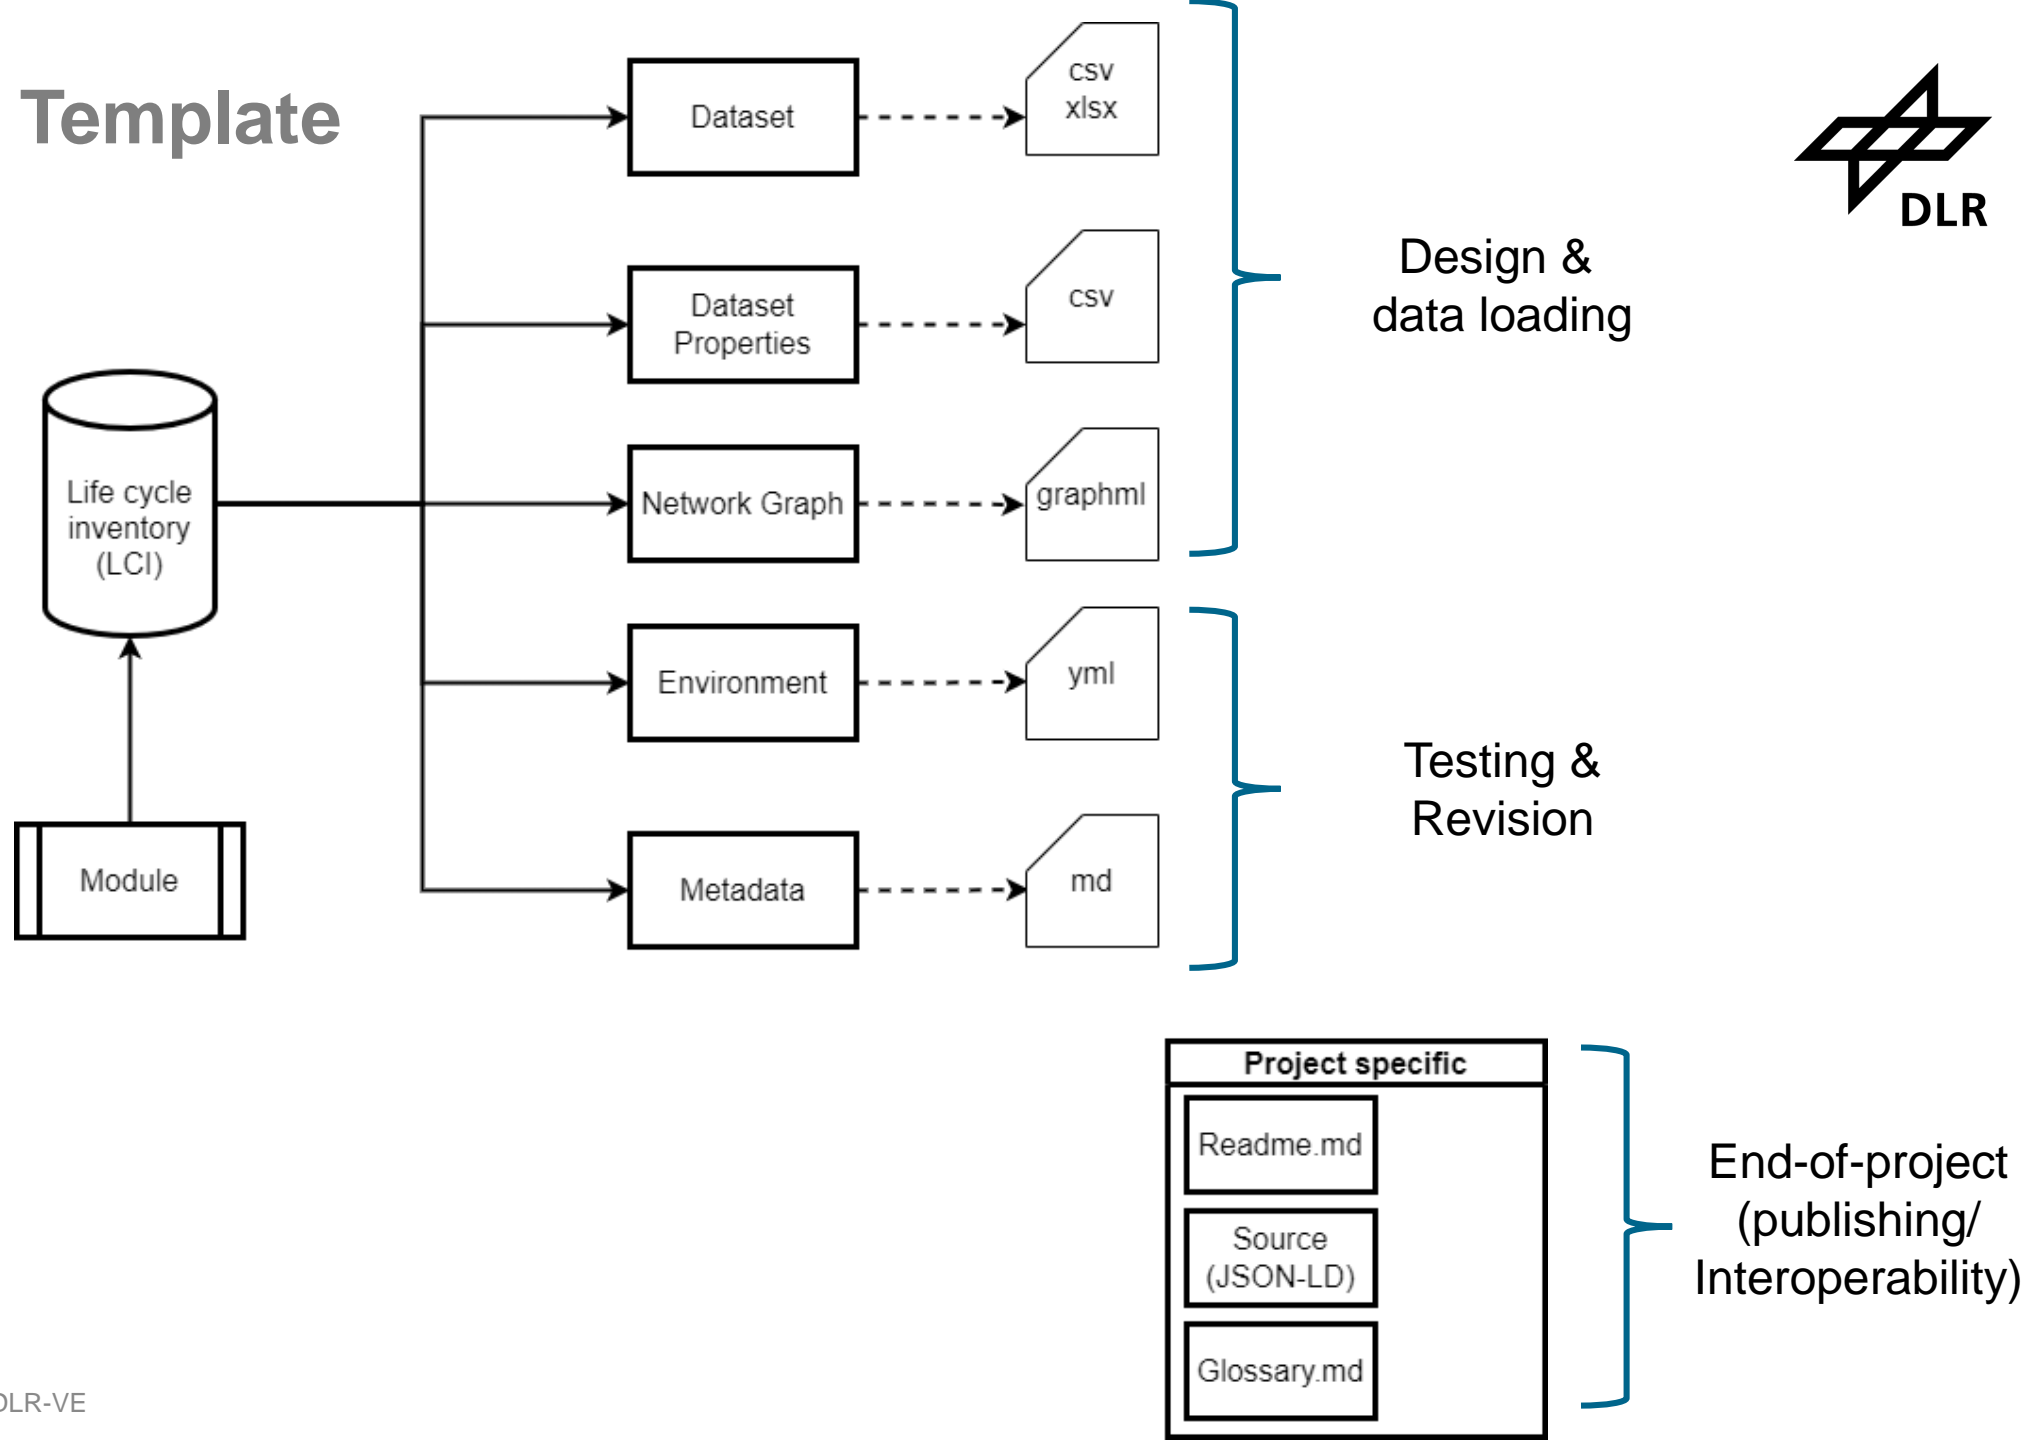 Template
Dataset
csv
xlsx
DLR
Design &
data loading
Dataset
Properties
csv
Life cycle
inventory
(LCI)
Network Graph
graphml
Environment
yml
Testing &
Revision
Module
Metadata
md
Project specific
Readme.md
Source
(JSON-LD)
Glossary.md
End-of-project
(publishing/
Interoperability)
DLR-VE